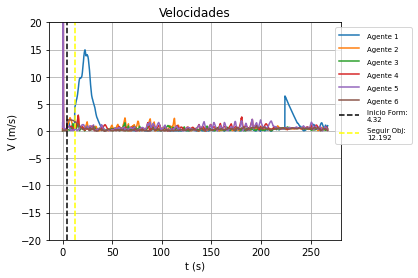 Velocidades
20
15
10
5
0
−5
−10
−15
−20
V (m/s)
0
50
100
150
200
250
t (s)
Agente 1
Agente 2
Agente 3
Agente 4
Agente 5
Agente 6
Inicio Form:
4.32
Seguir Obj:
12.192